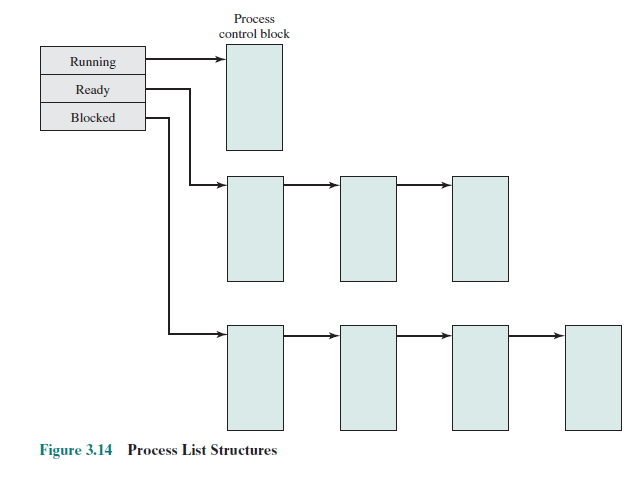 Process
control block
Running
Ready
Blocked
Figure 3.14 Process List Structures